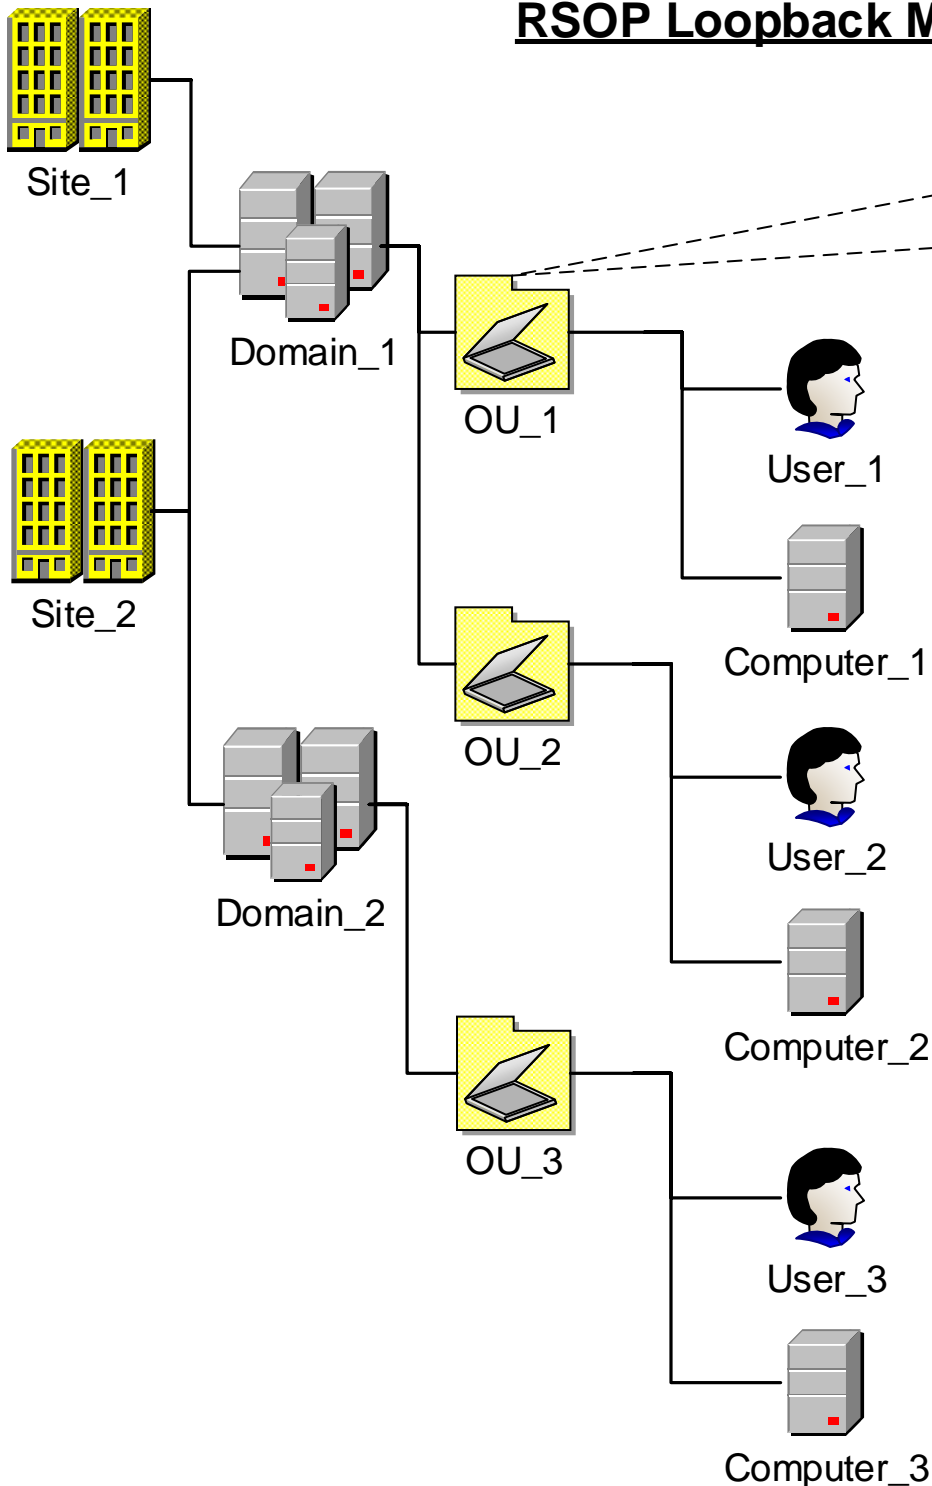 RSOP Loopback M
Site_1
Domain_1
OU_1
User_1
Site_2
Computer_1
OU_2
User_2
Domain_2
Computer_2
OU_3
User_3
Computer_3